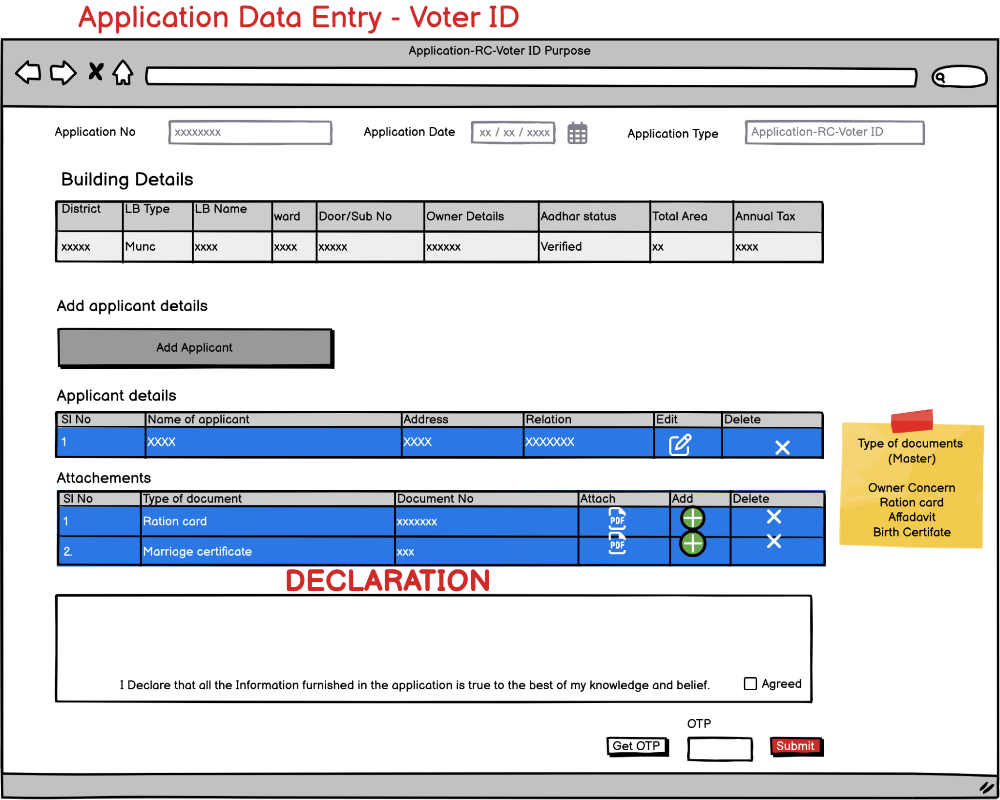 Application Data Entry - Voter ID
Application-RC-Voter ID Purpose
Application No xxxxxxxx Application Date xx / xx / xxxx Application Type Application-RC-Voter ID
Building Details
District LB Type LB Name ward Door/Sub No Owner Details Aadhar status Total Area Annual Tax
xxxxx Munc xxxx xxxx xxxxx xxxxxx Verified xx xxxx
Add applicant details
Add Applicant
Applicant details
Sl No Name of applicant Address Relation Edit Delete
1 XXXX XXXX XXXXXXX
Attachements
Sl No Type of document Document No Attach Add Delete
1 Ration card xxxxxxx PDF
2. Marriage certificate xxx PDF
Type of documents
(Master)
Owner Concern
Ration card
Affadavit
Birth Certifate
DECLARATION
I Declare that all the Information furnished in the application is true to the best of my knowledge and belief. Agreed
OTP
Get OTP Submit